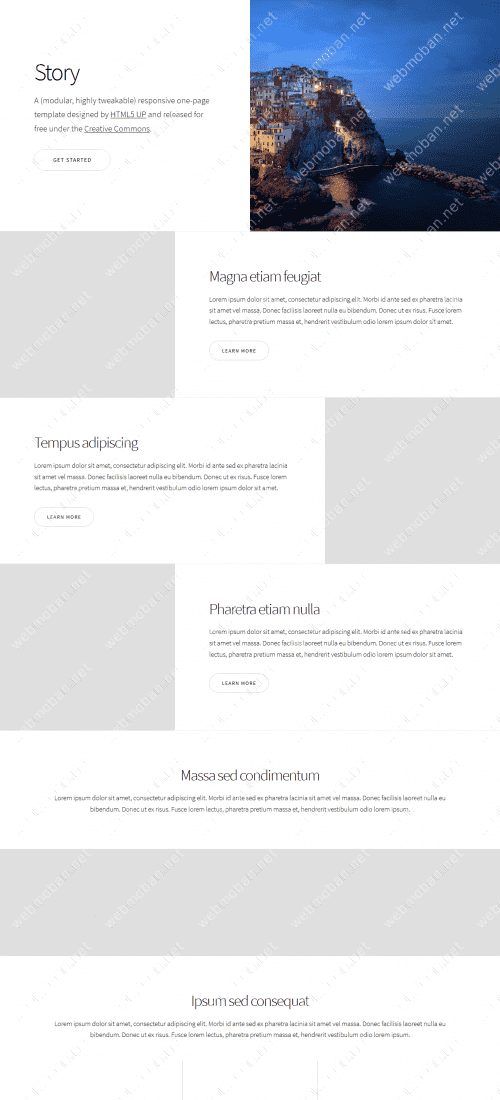 Story
A (modular, highly tweakable) responsive one-page
template designed by HTML5 UP and released for
free under the Creative Commons.
GET STARTED
Magna etiam feugiat
Lorem ipsum dolor sit amet, consectetur adipiscing elit. Morbi id ante sed ex pharetra lacinia
sit amet vel massa. Donec facilisis laoreet nulla eu bibendum. Donec ut ex risus. Fusce lorem
lectus, pharetra pretium massa et, hendrerit vestibulum odio lorem ipsum dolor sit amet.
LEARN MORE
Tempus adipiscing
Lorem ipsum dolor sit amet, consectetur adipiscing elit. Morbi id ante sed ex pharetra lacinia
sit amet vel massa. Donec facilisis laoreet nulla eu bibendum. Donec ut ex risus. Fusce lorem
lectus, pharetra pretium massa et, hendrerit vestibulum odio lorem ipsum dolor sit amet.
LEARN MORE
Pharetra etiam nulla
Lorem ipsum dolor sit amet, consectetur adipiscing elit. Morbi id ante sed ex pharetra lacinia
sit amet vel massa. Donec facilisis laoreet nulla eu bibendum. Donec ut ex risus. Fusce lorem
lectus, pharetra pretium massa et, hendrerit vestibulum odio lorem ipsum dolor sit amet.
LEARN MORE
Massa sed condimentum
Lorem ipsum dolor sit amet, consectetur adipiscing elit. Morbi id ante sed ex pharetra lacinia sit amet vel massa. Donec facilisis laoreet nulla eu
bibendum. Donec ut ex risus. Fusce lorem lectus, pharetra pretium massa et, hendrerit vestibulum odio lorem ipsum.
Ipsum sed consequat
Lorem ipsum dolor sit amet, consectetur adipiscing elit. Morbi id ante sed ex pharetra lacinia sit amet vel massa. Donec facilisis laoreet nulla eu
bibendum. Donec ut ex risus. Fusce lorem lectus, pharetra pretium massa et, hendrerit vestibulum odio lorem ipsum.
webmoban.net